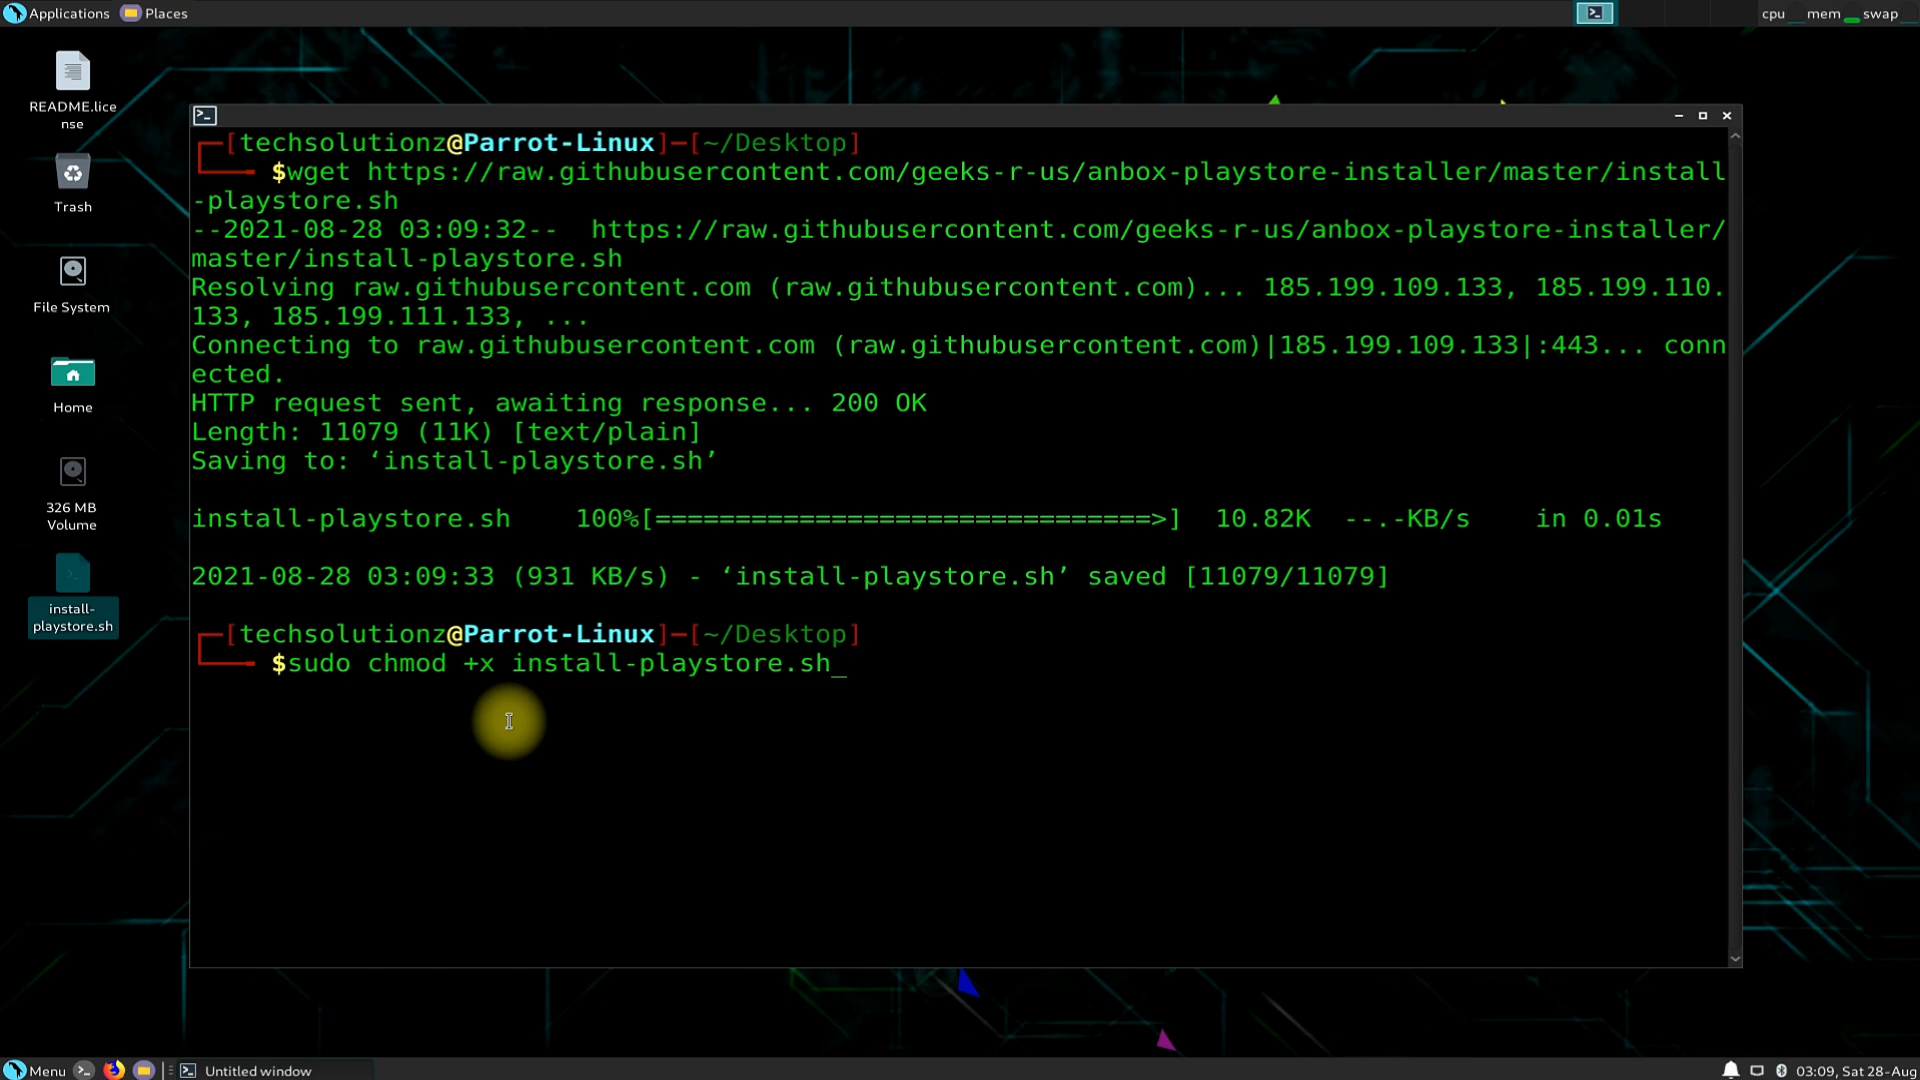 Applications Places cpu mem swap
README.lice
nse
Trash
File System
Home
326 MB
Volume
install-
playstore.sh
[techsolutionz@Parrot-Linux]─[~/Desktop]
$wget https://raw.githubusercontent.com/geeks-r-us/anbox-playstore-installer/master/install
-playstore.sh
--2021-08-28 03:09:32--  https://raw.githubusercontent.com/geeks-r-us/anbox-playstore-installer/
master/install-playstore.sh
Resolving raw.githubusercontent.com (raw.githubusercontent.com)... 185.199.109.133, 185.199.110.
133, 185.199.111.133, ...
Connecting to raw.githubusercontent.com (raw.githubusercontent.com)|185.199.109.133|:443... conn
ected.
HTTP request sent, awaiting response... 200 OK
Length: 11079 (11K) [text/plain]
Saving to: ‘install-playstore.sh’
install-playstore.sh    100%[===============================>]  10.82K  --.-KB/s    in 0.01s
2021-08-28 03:09:33 (931 KB/s) - ‘install-playstore.sh’ saved [11079/11079]
[techsolutionz@Parrot-Linux]─[~/Desktop]
$sudo chmod +x install-playstore.sh_
Menu Untitled window 03:09, Sat 28-Aug